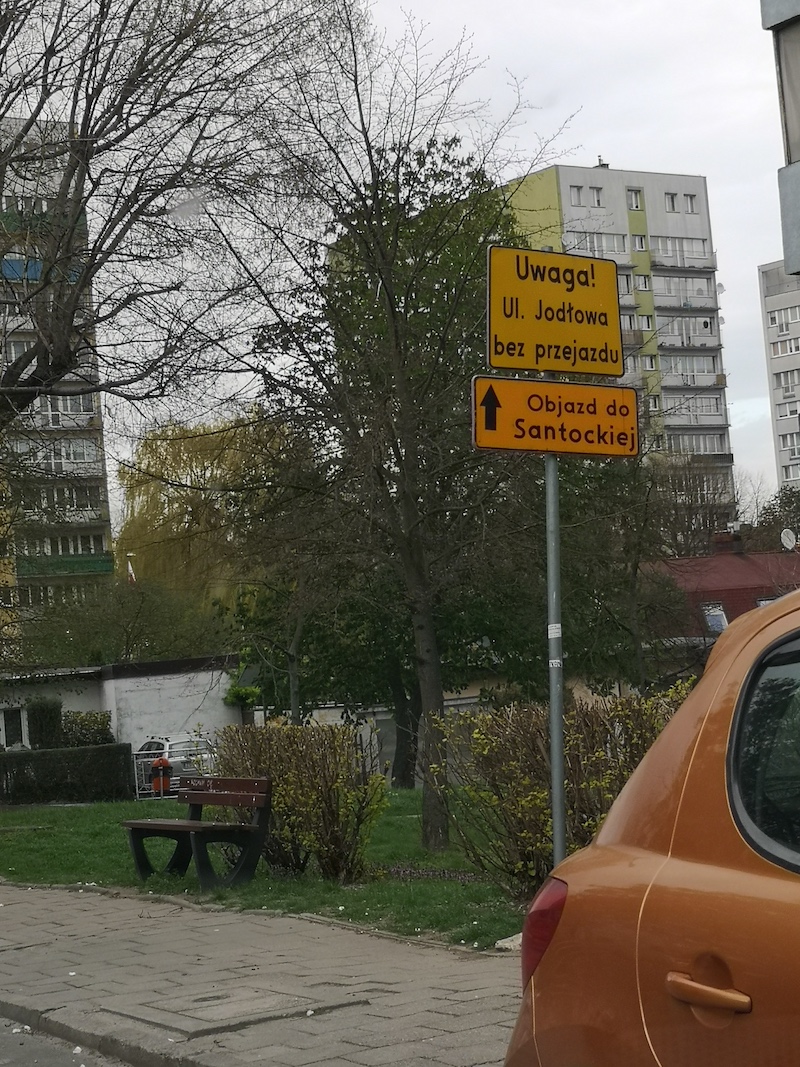 Uwaga!
Ul. Jodłowa
bez przejazdu
Objazd do
Santockiej